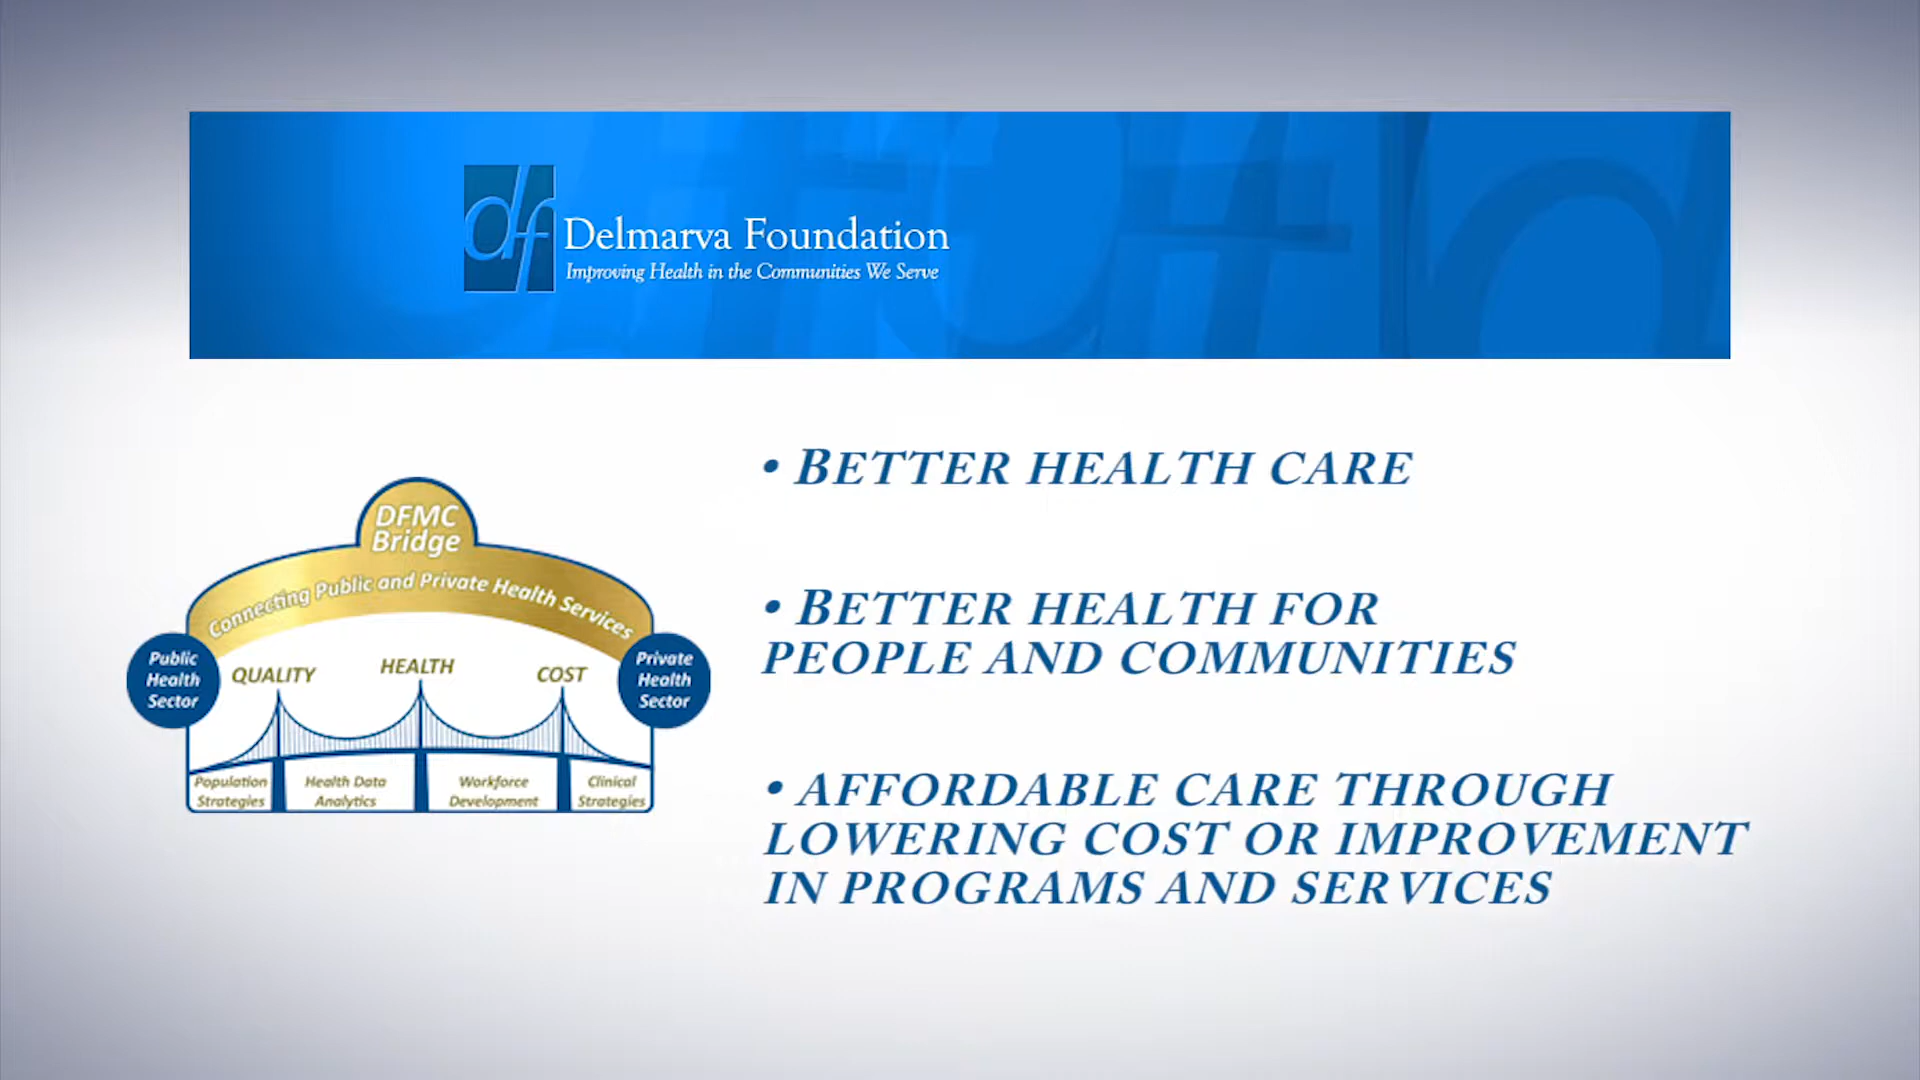 df
Delmarva Foundation
Improving Health in the Communities We Serve
DFMC
Bridge
Connecting Public and Private Health Services
Public
Health
Sector
QUALITY
HEALTH
COST
Private
Health
Sector
Population
Strategies
Health Data
Analytics
Workforce
Development
Clinical
Strategies
• BETTER HEALTH CARE
• BETTER HEALTH FOR
PEOPLE AND COMMUNITIES
• AFFORDABLE CARE THROUGH
LOWERING COST OR IMPROVEMENT
IN PROGRAMS AND SERVICES